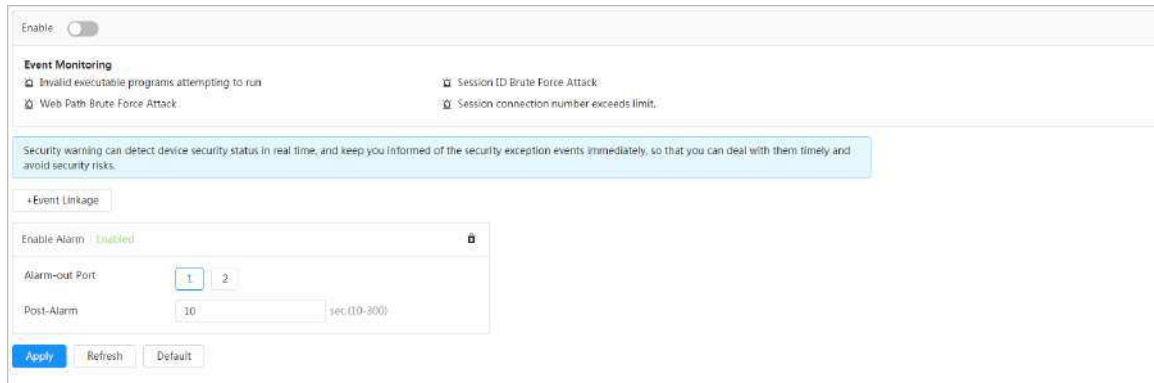 Enable
Event Monitoring
Invalid executable programs attempting to run
Session ID Brute Force Attack
Web Path Brute Force Attack
Session connection number exceeds limit.
Security warning can detect device security status in real time, and keep you informed of the security exception events immediately, so that you can deal with them timely and
avoid security risks.
+Event Linkage
Enable Alarm Enabled
Alarm-out Port 1 2
Post-Alarm 10 sec.(10-300)
Apply Refresh Default